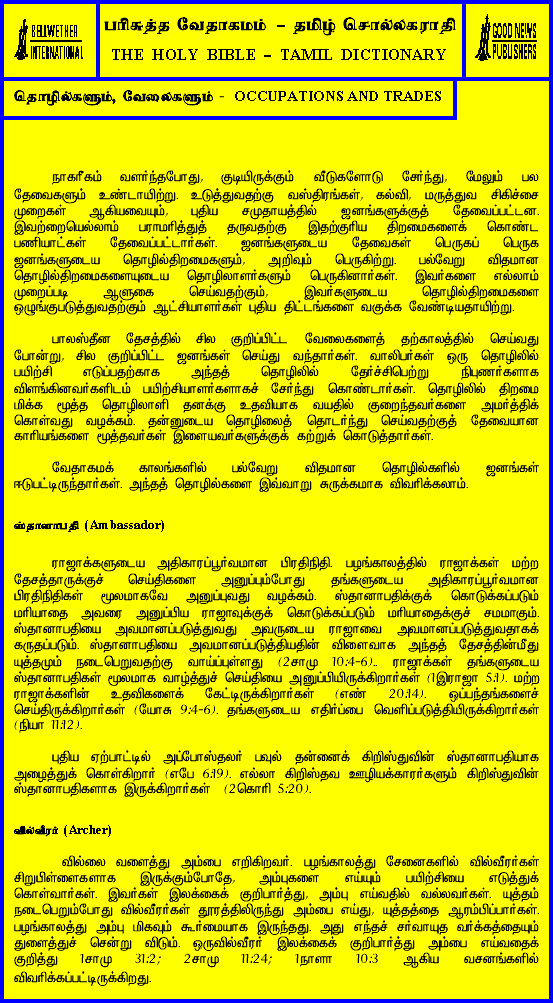 BELLWETHER
INTERNATIONAL
பரிசுத்த வேதாகமம் – தமிழ் சொல்லகராதி
THE HOLY BIBLE – TAMIL DICTIONARY
GOOD NEWS
PUBLISHERS
தொழில்களும், வேலைகளும் - OCCUPATIONS AND TRADES
நாகரீகம் வளர்ந்தபோது, குடியிருக்கும் வீடுகளோடு சேர்ந்து, மேலும் பல
தேவைகளும் உண்டாயிற்று. உடுத்துவதற்கு வஸ்திரங்கள், கல்வி, மருத்துவ சிகிச்சை
முறைகள் ஆகியவையும், புதிய சமுதாயத்தில் ஜனங்களுக்குத் தேவைப்பட்டன.
இவற்றையெல்லாம் பராமரித்துத் தருவதற்கு இதற்குரிய திறமைகளைக் கொண்ட
பணியாட்கள் தேவைப்பட்டார்கள். ஜனங்களுடைய தேவைகள் பெருகப் பெருக
ஜனங்களுடைய தொழில்திறமைகளும், அறிவும் பெருகிற்று. பல்வேறு விதமான
தொழில்திறமைகளையுடைய தொழிலாளர்களும் பெருகினார்கள். இவர்களை எல்லாம்
முறைப்படி ஆளுகை செய்வதற்கும், இவர்களுடைய தொழில்திறமைகளை
ஒழுங்குபடுத்துவதற்கும் ஆட்சியாளர்கள் புதிய திட்டங்களை வகுக்க வேண்டியதாயிற்று.
பாலஸ்தீன தேசத்தில் சில குறிப்பிட்ட வேலைகளைத் தற்காலத்தில் செய்வது
போன்று, சில குறிப்பிட்ட ஜனங்கள் செய்து வந்தார்கள். வாலிபர்கள் ஒரு தொழிலில்
பயிற்சி எடுப்பதற்காக அந்தத் தொழிலில் தேர்ச்சிபெற்று நிபுணர்களாக
விளங்கினவர்களிடம் பயிற்சியாளர்களாகச் சேர்ந்து கொண்டார்கள். தொழிலில் திறமை
மிக்க மூத்த தொழிலாளி தனக்கு உதவியாக வயதில் குறைந்தவர்களை அமர்த்திக்
கொள்வது வழக்கம். தன்னுடைய தொழிலைத் தொடர்ந்து செய்வதற்குத் தேவையான
காரியங்களை மூத்தவர்கள் இளையவர்களுக்குக் கற்றுக் கொடுத்தார்கள்.
வேதாகமக் காலங்களில் பல்வேறு விதமான தொழில்களில் ஜனங்கள்
ஈடுபட்டிருந்தார்கள். அந்தத் தொழில்களை இவ்வாறு சுருக்கமாக விவரிக்கலாம்.
ஸ்தானாபதி (Ambassador)
ராஜாக்களுடைய அதிகாரப்பூர்வமான பிரதிநிதி. பழங்காலத்தில் ராஜாக்கள் மற்ற
தேசத்தாருக்குச் செய்திகளை அனுப்பும்போது தங்களுடைய அதிகாரப்பூர்வமான
பிரதிநிதிகள் மூலமாகவே அனுப்புவது வழக்கம். ஸ்தானாபதிக்குக் கொடுக்கப்படும்
மரியாதை அவரை அனுப்பிய ராஜாவுக்குக் கொடுக்கப்படும் மரியாதைக்குச் சமமாகும்.
ஸ்தானாபதியை அவமானப்படுத்துவது அவருடைய ராஜாவை அவமானப்படுத்துவதாகக்
கருதப்படும். ஸ்தானாபதியை அவமானப்படுத்தியதின் விளைவாக அந்தத் தேசத்தின்மீது
யுத்தமும் நடைபெறுவதற்கு வாய்ப்புள்ளது (2சாமு 10:4-6). ராஜாக்கள் தங்களுடைய
ஸ்தானாபதிகள் மூலமாக வாழ்த்துச் செய்தியை அனுப்பியிருக்கிறார்கள் (1இராஜா 5:1). மற்ற
ராஜாக்களின் உதவிகளைக் கேட்டிருக்கிறார்கள் (எண் 20:14). ஒப்பந்தங்களைச்
செய்திருக்கிறார்கள் (யோசு 9:4-6). தங்களுடைய எதிர்ப்பை வெளிப்படுத்தியிருக்கிறார்கள்
(நியா 11:12).
புதிய ஏற்பாட்டில் அப்போஸ்தலர் பவுல் தன்னைக் கிறிஸ்துவின் ஸ்தானாபதியாக
அழைத்துக் கொள்கிறார் (எபே 6:19). எல்லா கிறிஸ்தவ ஊழியக்காரர்களும் கிறிஸ்துவின்
ஸ்தானாபதிகளாக இருக்கிறார்கள் (2கொரி 5:20).
வில்வீரர் (Archer)
வில்லை வளைத்து அம்பை எறிகிறவர். பழங்காலத்து சேனைகளில் வில்வீரர்கள்
சிறுபிள்ளைகளாக இருக்கும்போதே, அம்புகளை எய்யும் பயிற்சியை எடுத்துக்
கொள்வார்கள். இவர்கள் இலக்கைக் குறிபார்த்து, அம்பு எய்வதில் வல்லவர்கள். யுத்தம்
நடைபெறும்போது வில்வீரர்கள் தூரத்திலிருந்து அம்பை எய்து, யுத்தத்தை ஆரம்பிப்பார்கள்.
பழங்காலத்து அம்பு மிகவும் கூர்மையாக இருந்தது. அது எந்தச் சர்வாயுத வர்க்கத்தையும்
துளைத்துச் சென்று விடும். ஒருவில்வீரர் இலக்கைக் குறிபார்த்து அம்பை எய்வதைக்
குறித்து 1சாமு 31:2; 2சாமு 11:24; 1நாளா 10:3 ஆகிய வசனங்களில்
விவரிக்கப்பட்டிருக்கிறது.